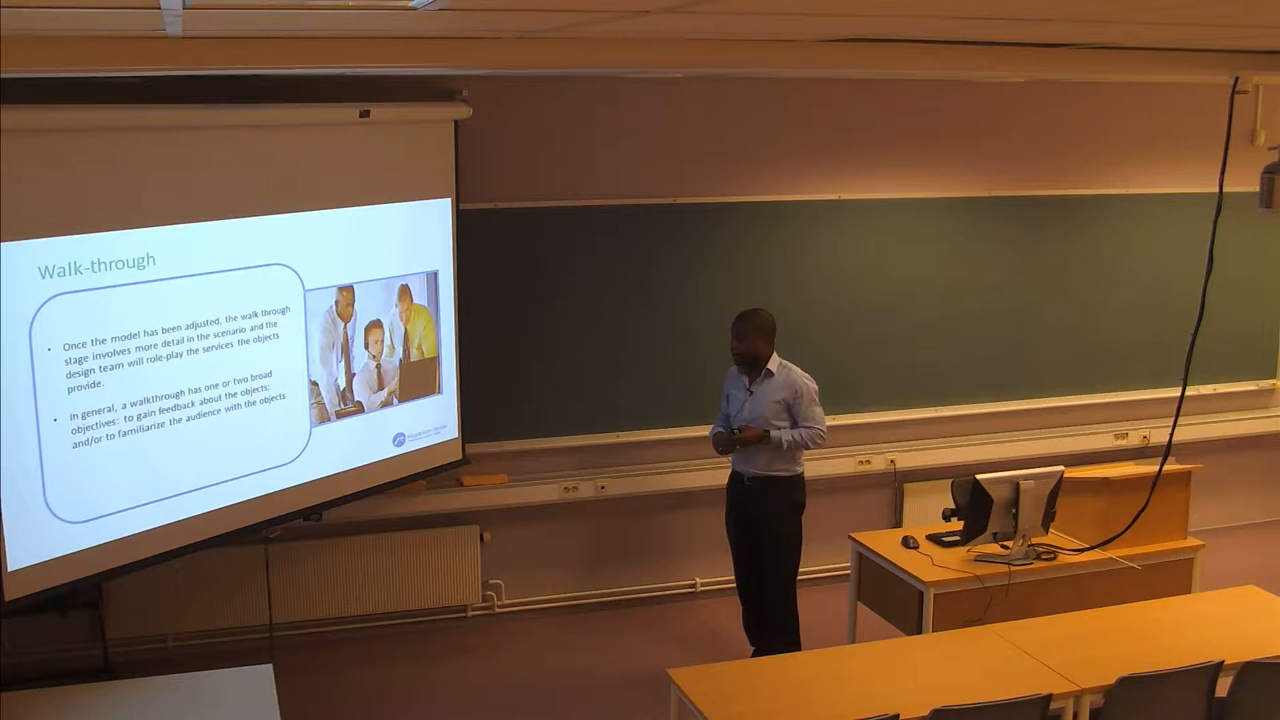 Walk-through
• Once the model has been adjusted, the walk-through
stage involves more detail in the scenario and the
design team will role-play the services the objects
provide.
• In general, a walkthrough has one or two broad
objectives: to gain feedback about the objects;
and/or to familiarize the audience with the objects